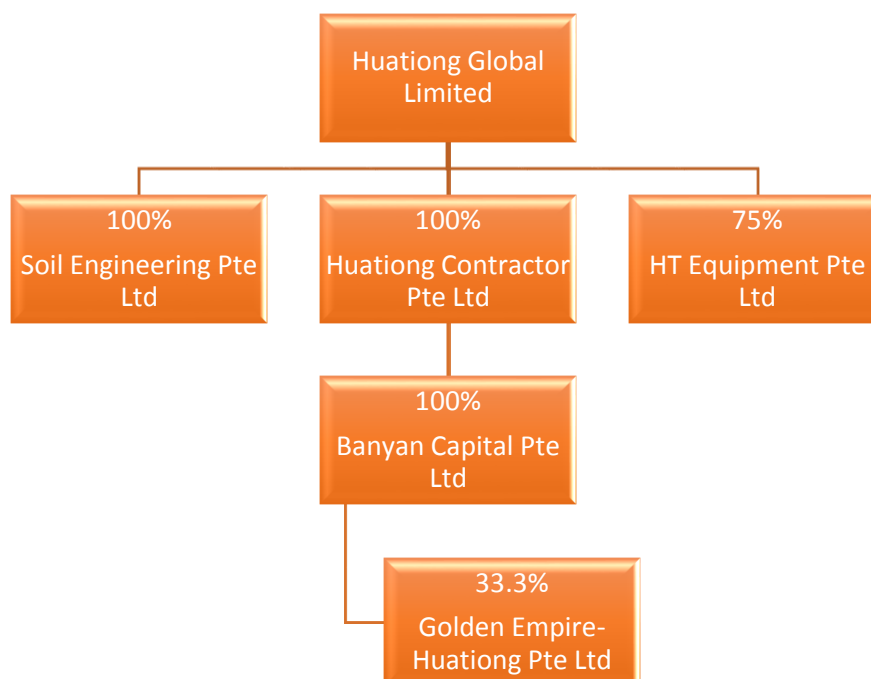 Huationg Global
Limited
100%
Soil Engineering Pte
Ltd
100%
Huationg Contractor
Pte Ltd
75%
HT Equipment Pte
Ltd
100%
Banyan Capital Pte
Ltd
33.3%
Golden Empire-
Huationg Pte Ltd